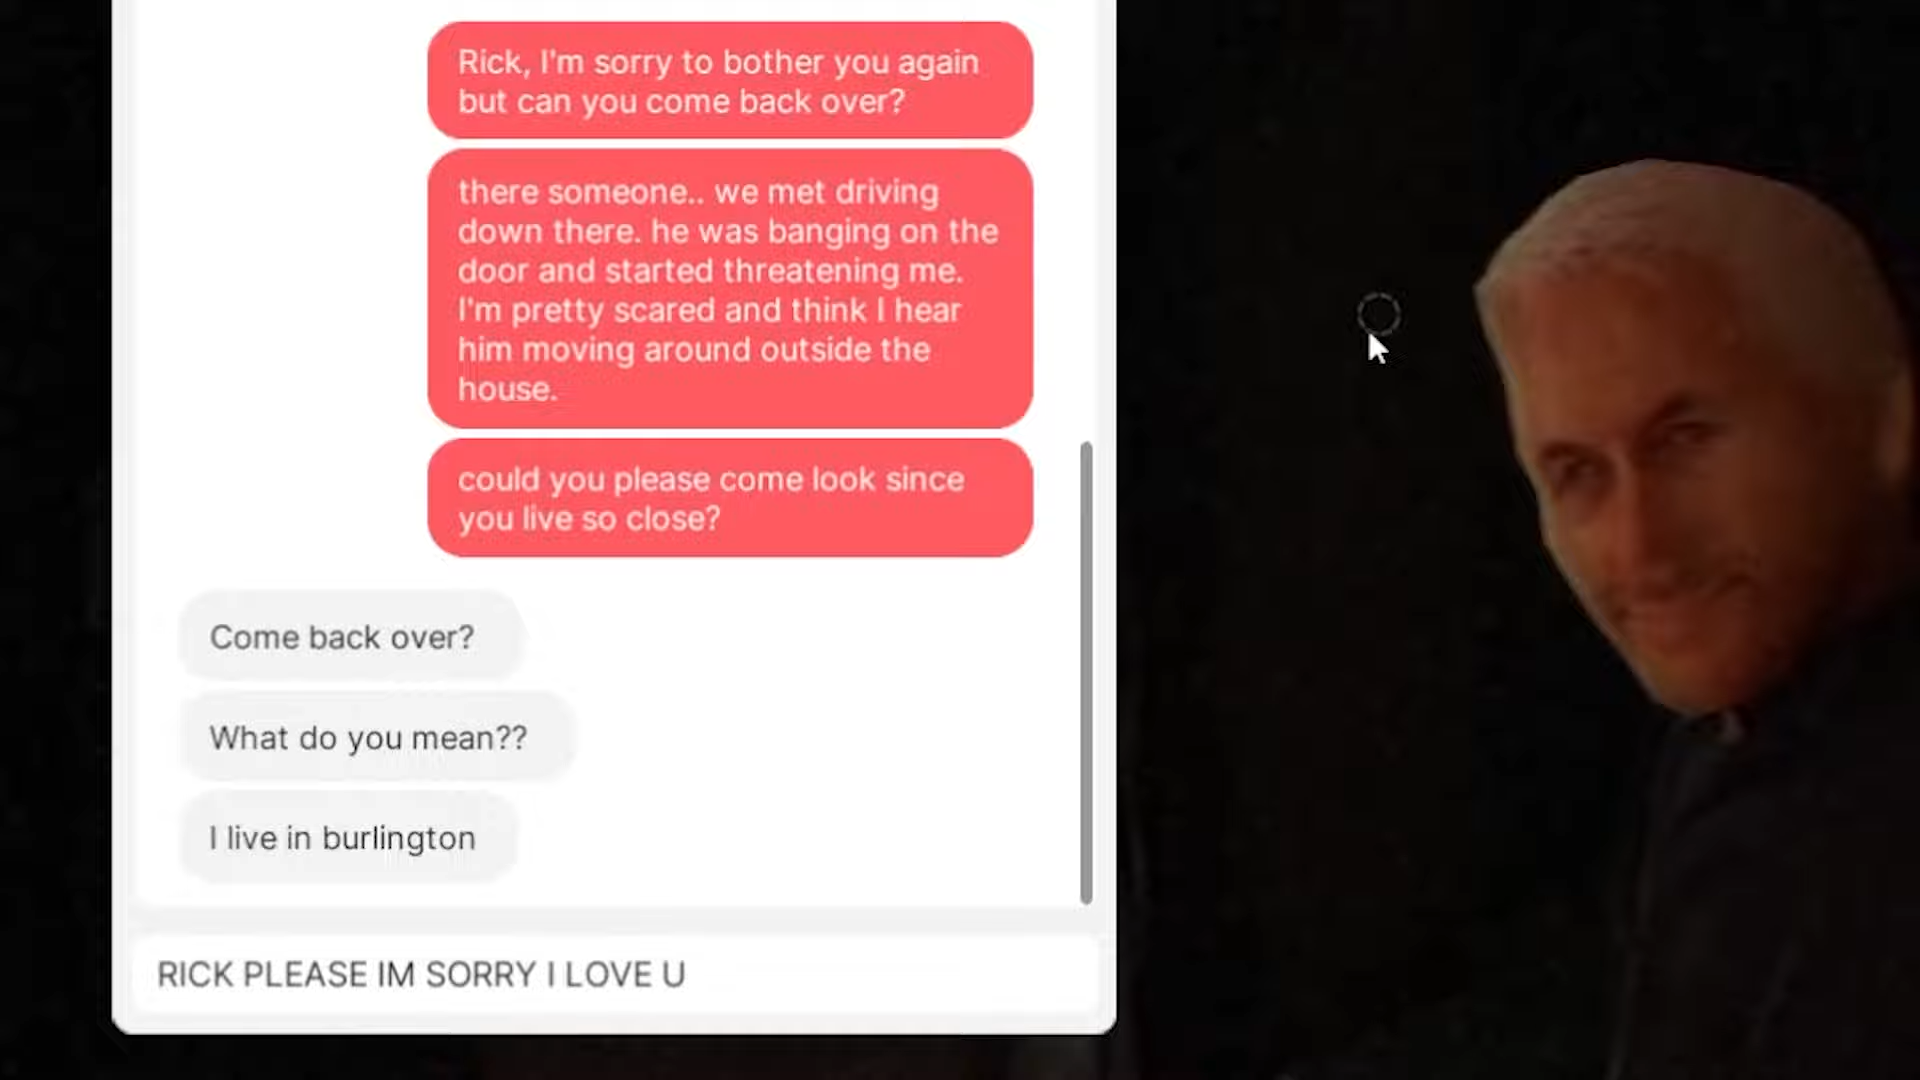 Rick, I'm sorry to bother you again
but can you come back over?
there someone.. we met driving
down there. he was banging on the
door and started threatening me.
I'm pretty scared and think I hear
him moving around outside the
house.
could you please come look since
you live so close?
Come back over?
What do you mean??
I live in burlington
RICK PLEASE IM SORRY I LOVE U